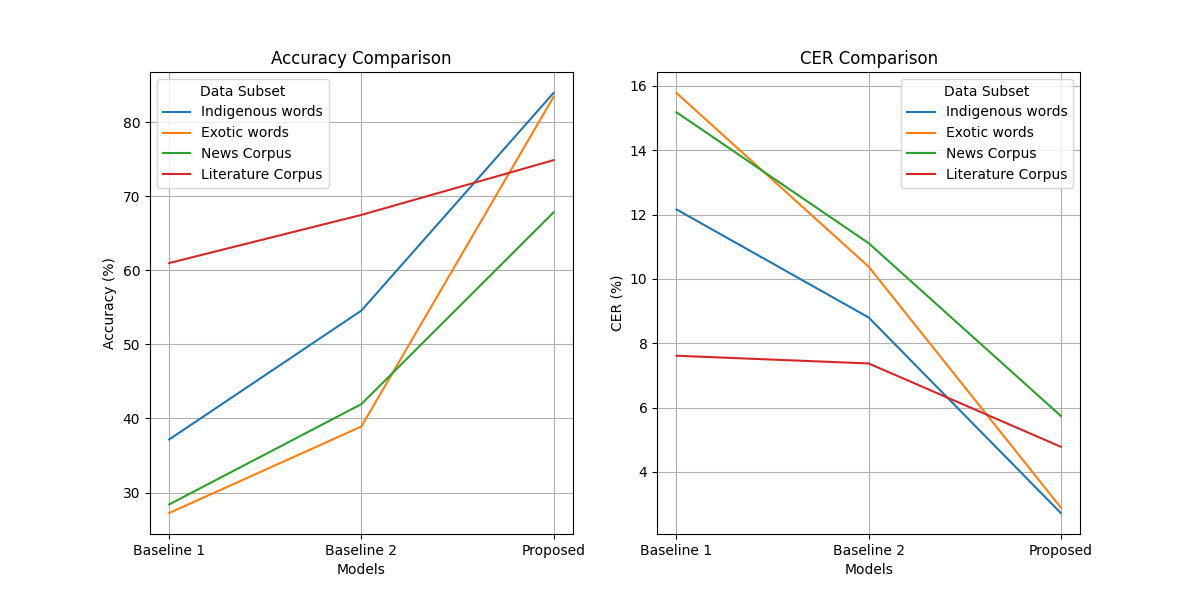 Accuracy Comparison
Data Subset
Indigenous words
Exotic words
News Corpus
Literature Corpus
80
70
60
50
40
30
Accuracy (%)
Baseline 1
Baseline 2
Proposed
Models
CER Comparison
Data Subset
Indigenous words
Exotic words
News Corpus
Literature Corpus
16
14
12
10
8
6
4
CER (%)
Baseline 1
Baseline 2
Proposed
Models